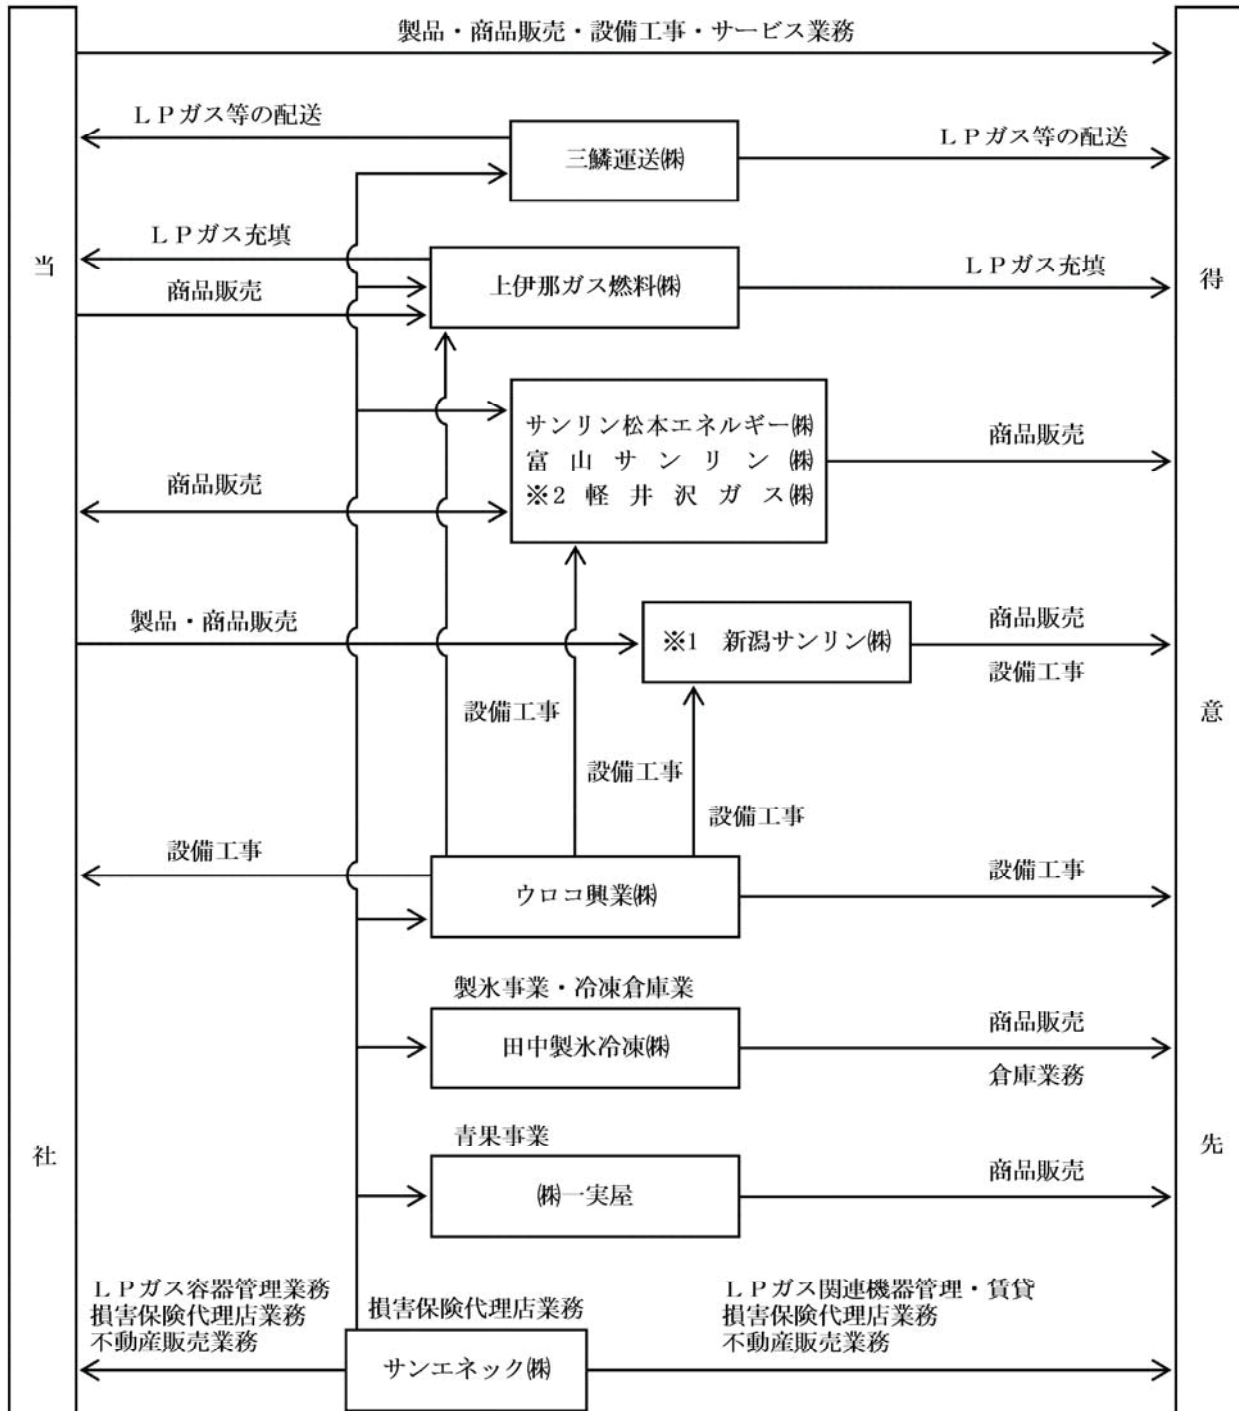 製品・商品販売・設備工事・サービス業務
ＬＰガス等の配送
三鱗運送㈱
ＬＰガス等の配送
ＬＰガス充填
当
商品販売
上伊那ガス燃料㈱
ＬＰガス充填
得
サンリン松本エネルギー㈱
富山サンリン㈱
※2 軽井沢ガス㈱
商品販売
商品販売
製品・商品販売
※1　新潟サンリン㈱
商品販売
設備工事
設備工事
意
設備工事
設備工事
設備工事
ウロコ興業㈱
設備工事
製氷事業・冷凍倉庫業
田中製氷冷凍㈱
商品販売
倉庫業務
青果事業
社
㈱一実屋
商品販売
先
ＬＰガス容器管理業務
損害保険代理店業務
不動産販売業務
損害保険代理店業務
サンエネック㈱
ＬＰガス関連機器管理・賃貸
損害保険代理店業務
不動産販売業務